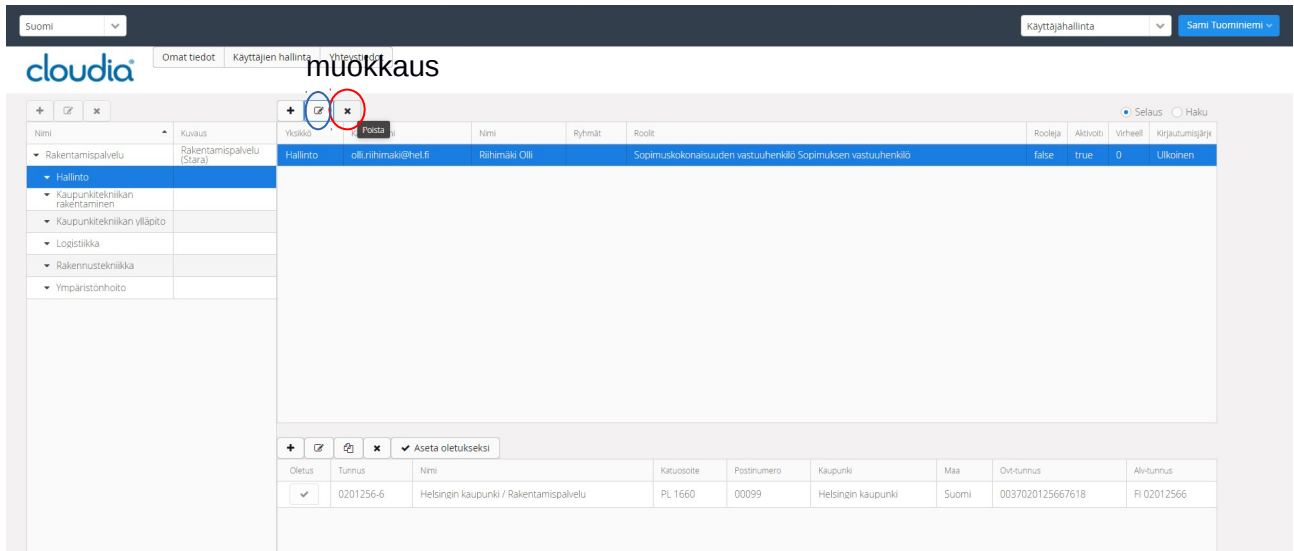 Suomi
Käyttäjähallinta
Sami Tuominiemi
cloudia
Omat tiedot Käyttäjien hallinta Yhteystiedot
muokkaus
Selaus Haku
Nimi Kuvaus
Yksikkö Nimi Ryhmät Roolit Rooleja Aktivoitu Virheell Kirjautumisjärje
Poista
Rakentamispalvelu Rakentamispalvelu
(Stara)
Hallinto olli.riihimaki@hel.fi Riihimäki Olli Sopimuskokonaisuuden vastuuhenkilö Sopimuksen vastuuhenkilö false true 0 Ulkoinen
Hallinto
Kaupunkitekniikan
rakentaminen
Kaupunkitekniikan ylläpito
Logistiikka
Rakennustekniikka
Ympäristönhoito
Aseta oletukseksi
Oletus Tunnus Nimi Katuosoite Postinumero Kaupunki Maa Ovt-tunnus Alv-tunnus
0201256-6 Helsingin kaupunki / Rakentamispalvelu PL 1660 00099 Helsingin kaupunki Suomi 0037020125667618 FI 02012566